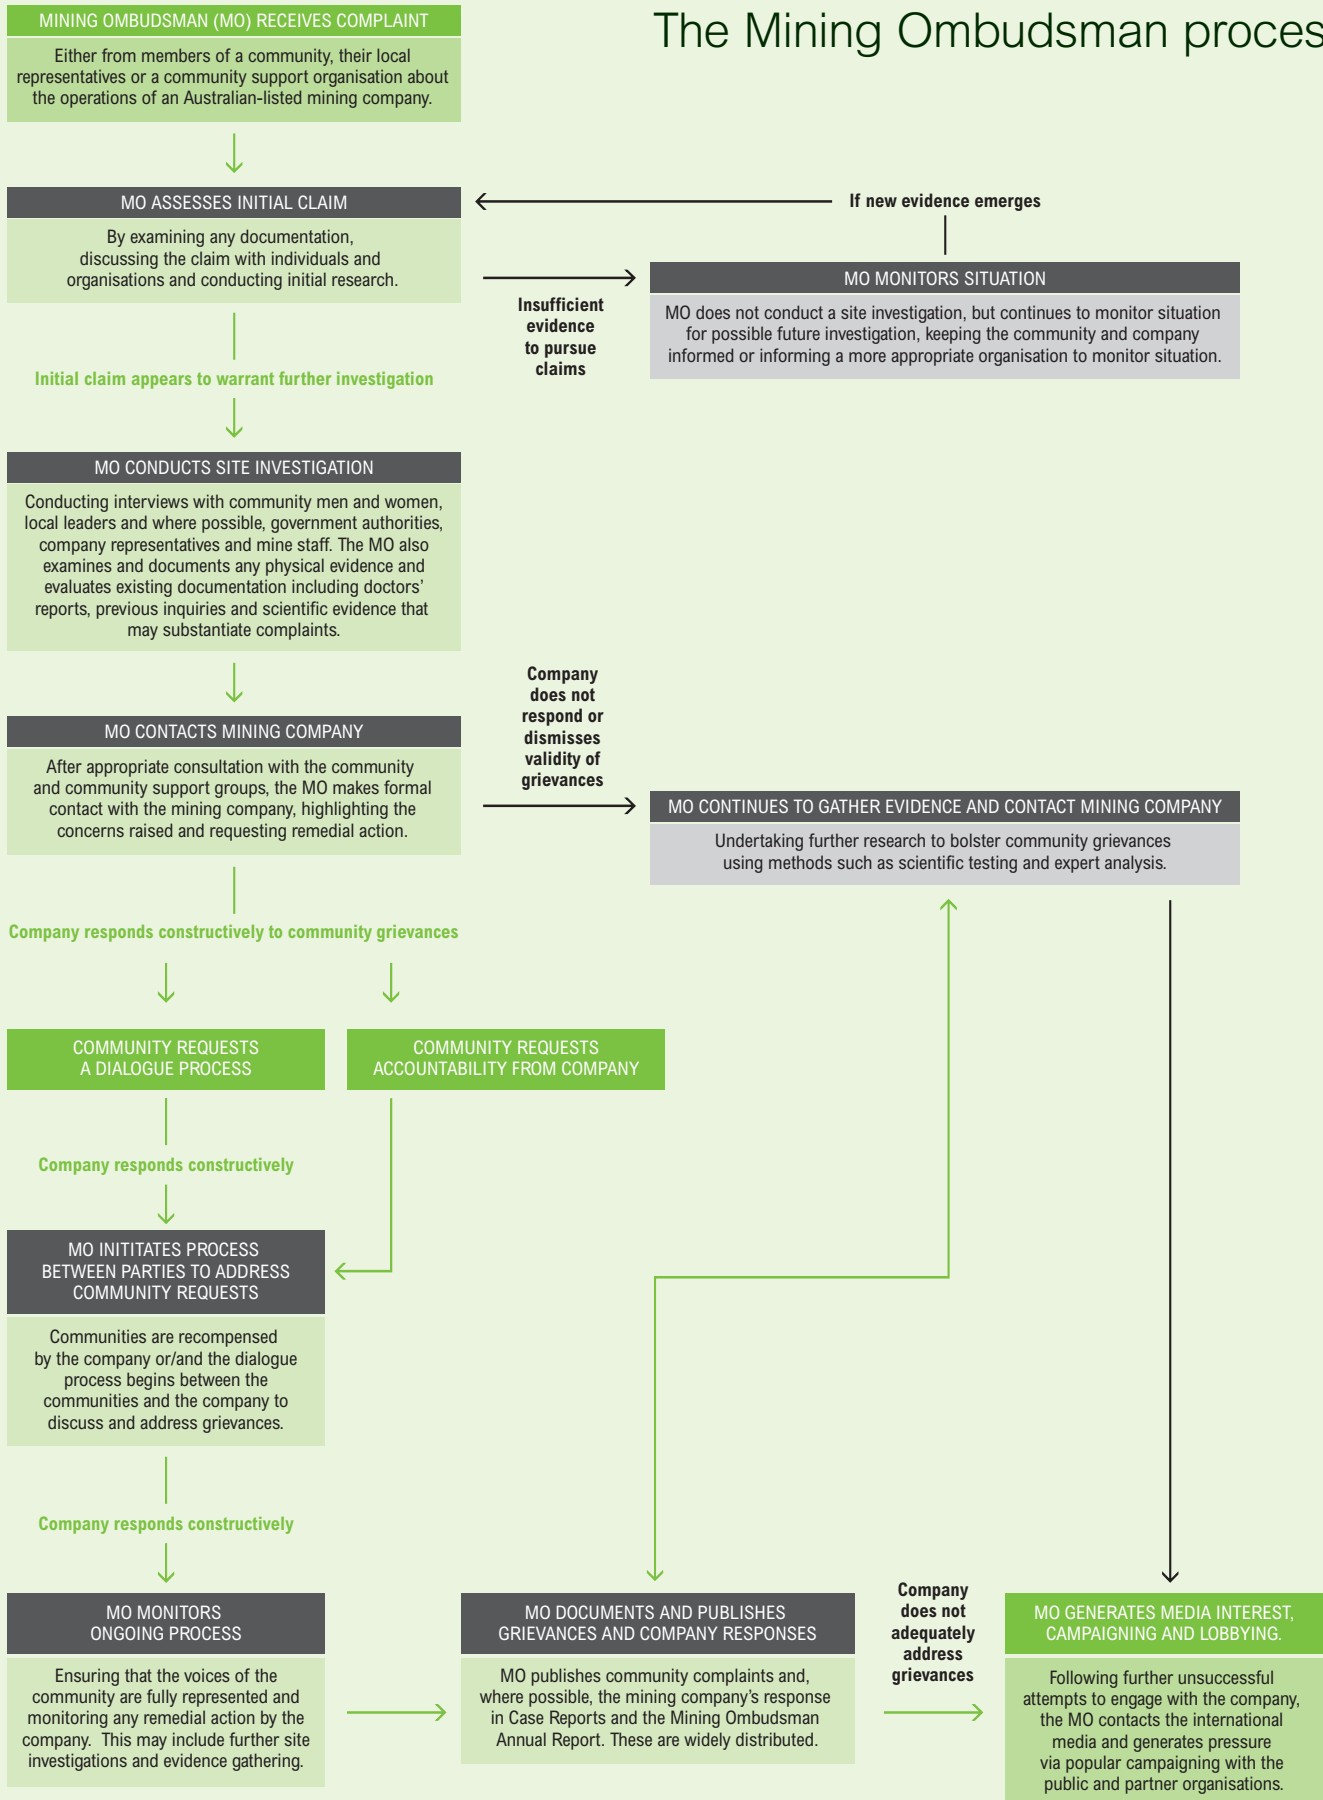 The Mining Ombudsman proces
MINING OMBUDSMAN (MO) RECEIVES COMPLAINT
Either from members of a community, their local
representatives or a community support organisation about
the operations of an Australian-listed mining company.
MO ASSESSES INITIAL CLAIM
By examining any documentation,
discussing the claim with individuals and
organisations and conducting initial research.
If new evidence emerges
Insufficient
evidence
to pursue
claims
MO MONITORS SITUATION
MO does not conduct a site investigation, but continues to monitor situation
for possible future investigation, keeping the community and company
informed or informing a more appropriate organisation to monitor situation.
Initial claim appears to warrant further investigation
MO CONDUCTS SITE INVESTIGATION
Conducting interviews with community men and women,
local leaders and where possible, government authorities,
company representatives and mine staff. The MO also
examines and documents any physical evidence and
evaluates existing documentation including doctors’
reports, previous inquiries and scientific evidence that
may substantiate complaints.
MO CONTACTS MINING COMPANY
After appropriate consultation with the community
and community support groups, the MO makes formal
contact with the mining company, highlighting the
concerns raised and requesting remedial action.
Company
does not
respond or
dismisses
validity of
grievances
MO CONTINUES TO GATHER EVIDENCE AND CONTACT MINING COMPANY
Undertaking further research to bolster community grievances
using methods such as scientific testing and expert analysis.
Company responds constructively to community grievances
COMMUNITY REQUESTS
A DIALOGUE PROCESS
COMMUNITY REQUESTS
ACCOUNTABILITY FROM COMPANY
Company responds constructively
MO INITITATES PROCESS
BETWEEN PARTIES TO ADDRESS
COMMUNITY REQUESTS
Communities are recompensed
by the company or/and the dialogue
process begins between the
communities and the company to
discuss and address grievances.
Company responds constructively
MO MONITORS
ONGOING PROCESS
Ensuring that the voices of the
community are fully represented and
monitoring any remedial action by the
company.  This may include further site
investigations and evidence gathering.
MO DOCUMENTS AND PUBLISHES
GRIEVANCES AND COMPANY RESPONSES
MO publishes community complaints and,
where possible, the mining company’s response
in Case Reports and the Mining Ombudsman
Annual Report. These are widely distributed.
Company
does not
adequately
address
grievances
MO GENERATES MEDIA INTEREST,
CAMPAIGNING AND LOBBYING.
Following further unsuccessful
attempts to engage with the company,
the MO contacts the international
media and generates pressure
via popular campaigning with the
public and partner organisations.